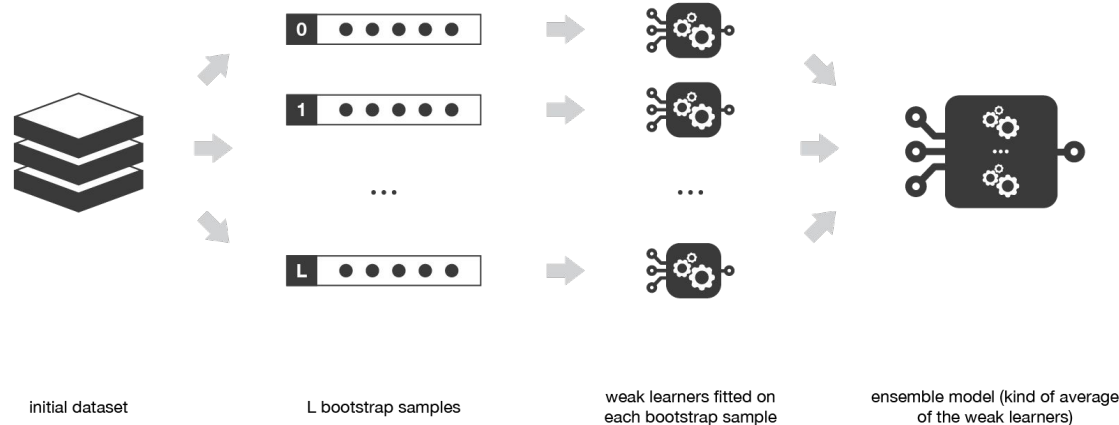 0
1
...
...
...
L
initial dataset
L bootstrap samples
weak learners fitted on
each bootstrap sample
ensemble model (kind of average
of the weak learners)